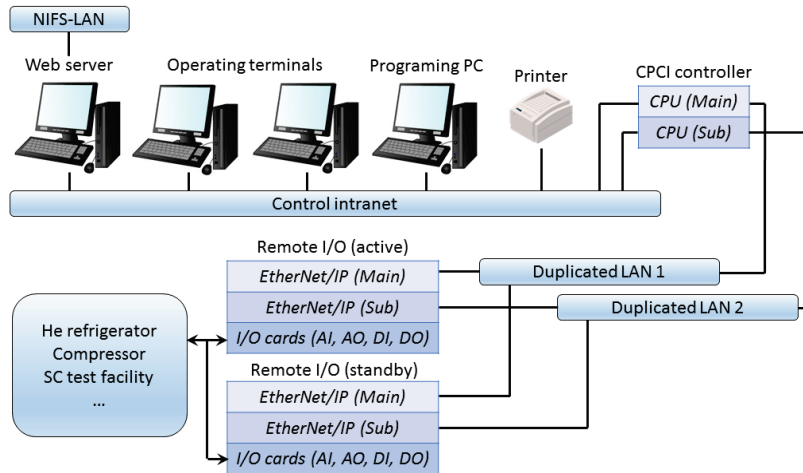 NIFS-LAN
Web server
Operating terminals
Programing PC
Printer
CPCI controller
CPU (Main)
CPU (Sub)
Control intranet
Remote I/O (active)
EtherNet/IP (Main)
Duplicated LAN 1
EtherNet/IP (Sub)
Duplicated LAN 2
I/O cards (AI, AO, DI, DO)
He refrigerator
Compressor
SC test facility
...
Remote I/O (standby)
EtherNet/IP (Main)
EtherNet/IP (Sub)
I/O cards (AI, AO, DI, DO)